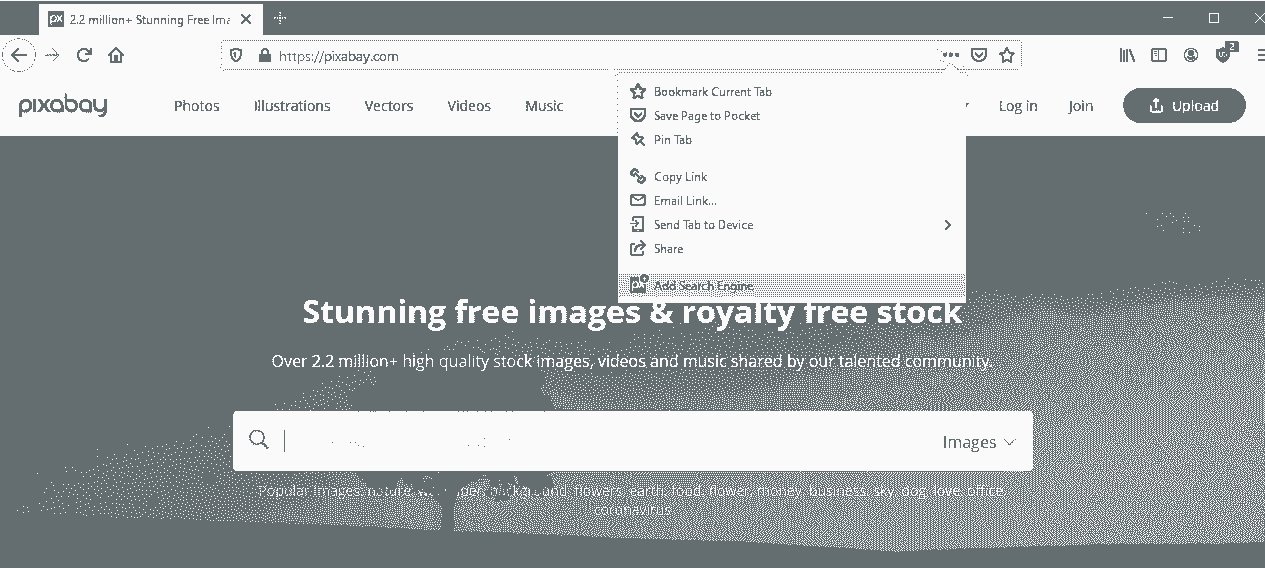 px 2.2 million+ Stunning Free Ima
https://pixabay.com
2
pixabay Photos Illustrations Vectors Videos Music Log in Join Upload
Bookmark Current Tab
Save Page to Pocket
Pin Tab
Copy Link
Email Link...
Send Tab to Device
Share
px Add Search Engine
Stunning free images & royalty free stock
Over 2.2 million+ high quality stock images, videos and music shared by our talented community.
Images
Popular Images: nature, background, flowers, earth, food, flower, money, business, sky, dog, love, office,
coronavirus